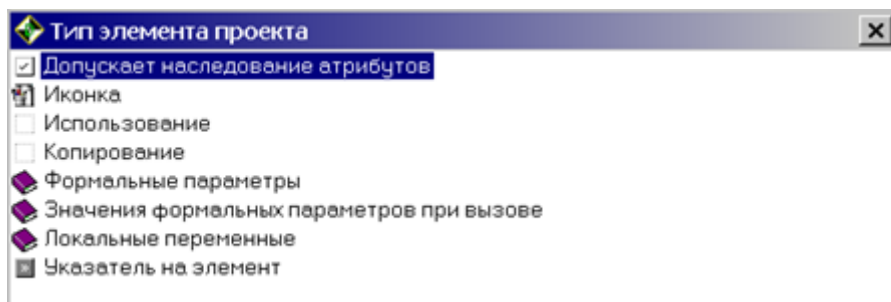 Тип элемента проекта
Допускает наследование атрибутов
Иконка
Использование
Копирование
Формальные параметры
Значения формальных параметров при вызове
Локальные переменные
Указатель на элемент